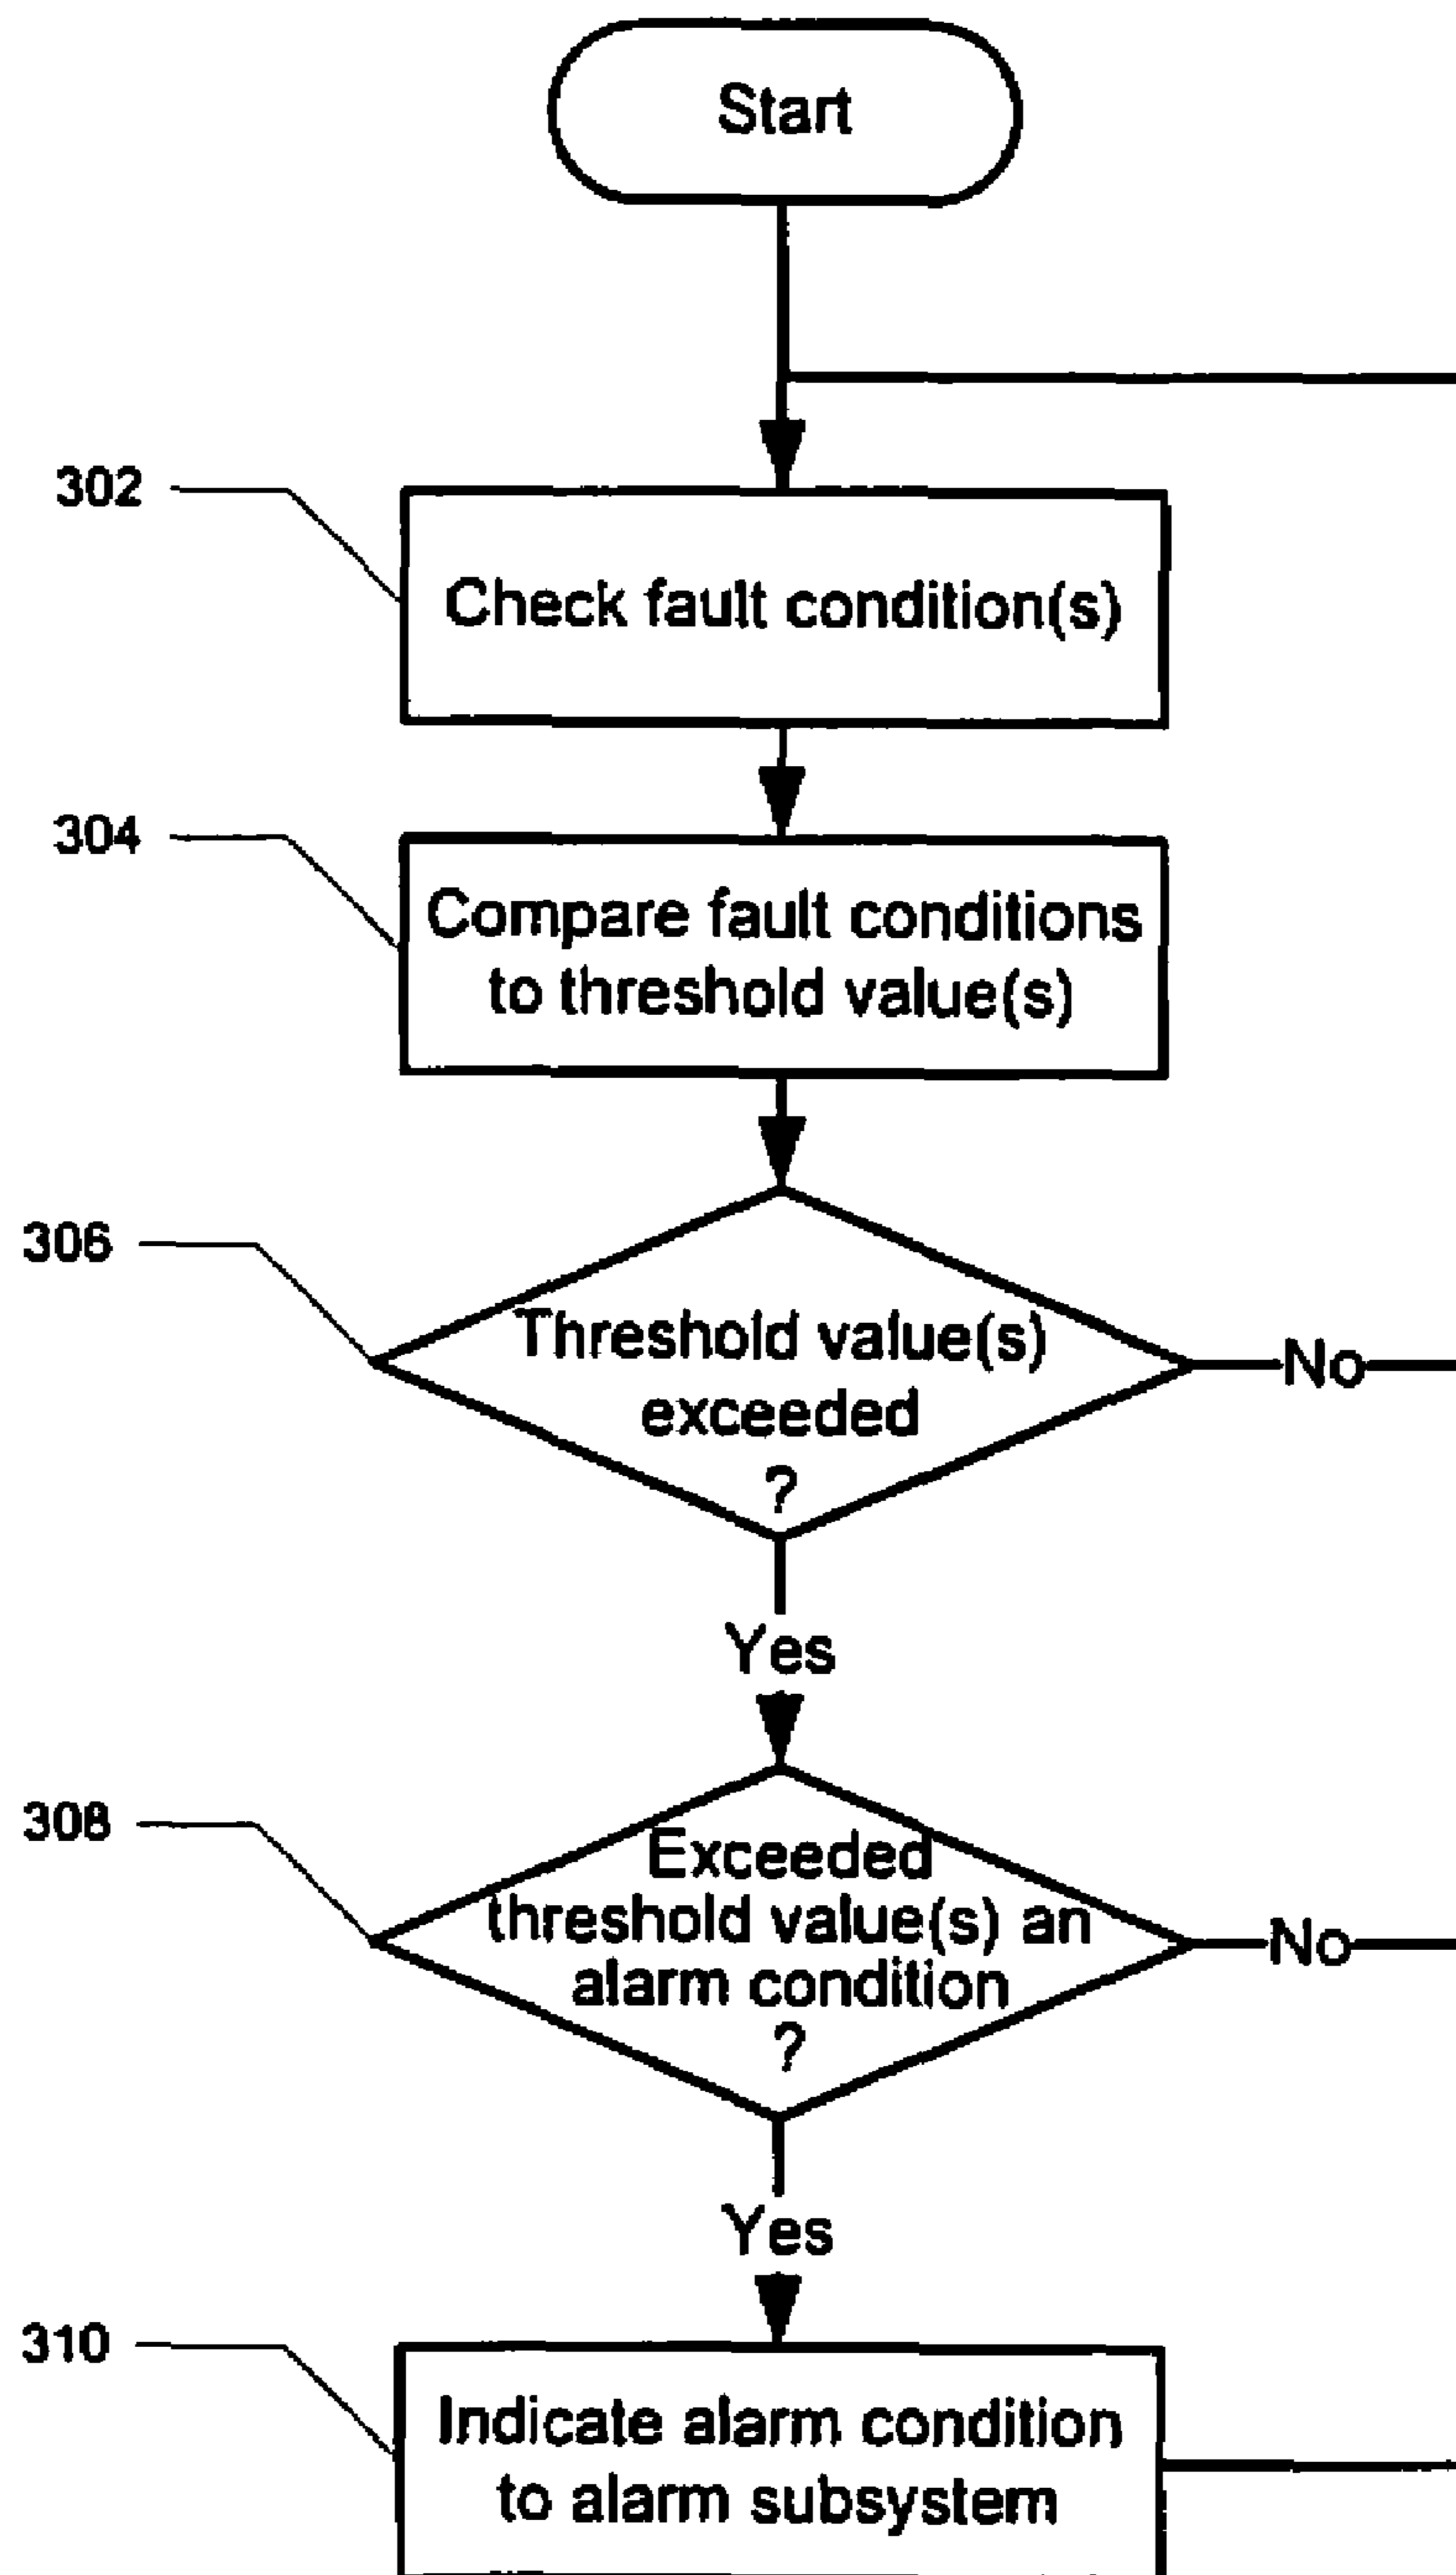 Start
302
Check fault condition(s)
304
Compare fault conditions
to threshold value(s)
306
Threshold value(s)
exceeded
?
No
Yes
308
Exceeded
threshold value(s) an
alarm condition
?
No
Yes
310
Indicate alarm condition
to alarm subsystem